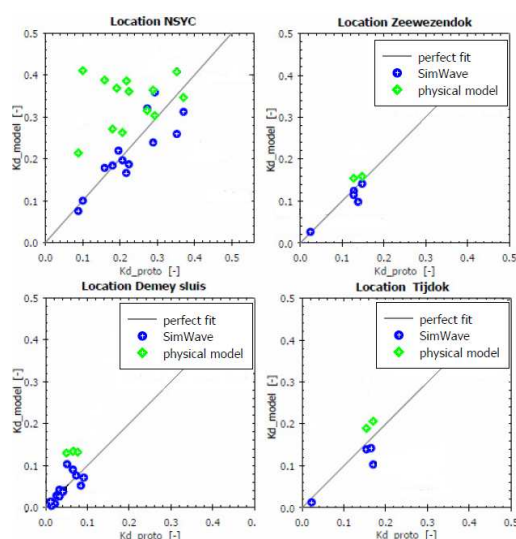 Location NSYC
0.5
0.4
0.3
0.2
0.1
0.0
Kd_model [-]
0.0 0.1 0.2 0.3 0.4 0.5
Kd_proto [-]
Location Zeewezendok
perfect fit
SimWave
physical model
0.5
0.4
0.3
0.2
0.1
0.0
Kd_model [-]
0.0 0.1 0.2 0.3 0.4 0.5
Kd_proto [-]
Location Demey sluis
perfect fit
SimWave
physical model
0.5
0.4
0.3
0.2
0.1
0.0
Kd_model [-]
0.0 0.1 0.2 0.3 0.4 0.
Kd_proto [-]
Location Tijdok
perfect fit
SimWave
physical model
0.5
0.4
0.3
0.2
0.1
0.0
Kd_model [-]
0.0 0.1 0.2 0.3 0.4 0.5
Kd_proto [-]